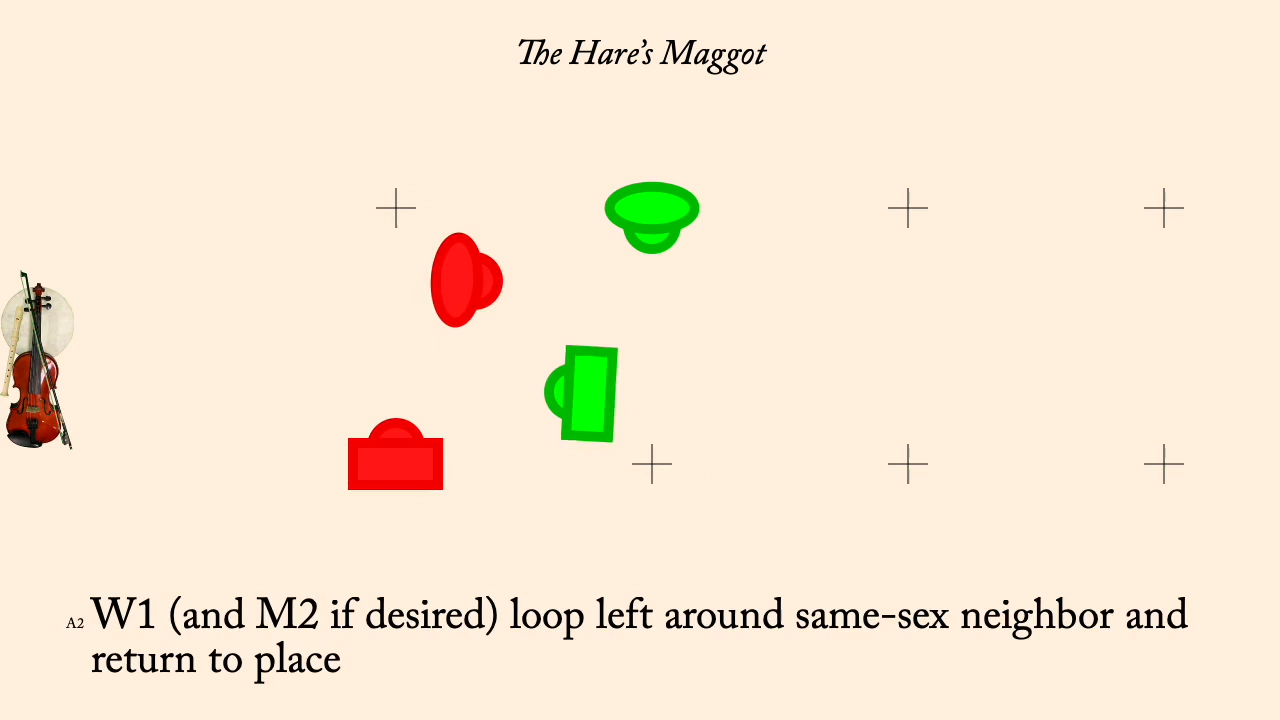 The Hare’s Maggot
A2 W1 (and M2 if desired) loop left around same-sex neighbor and
return to place